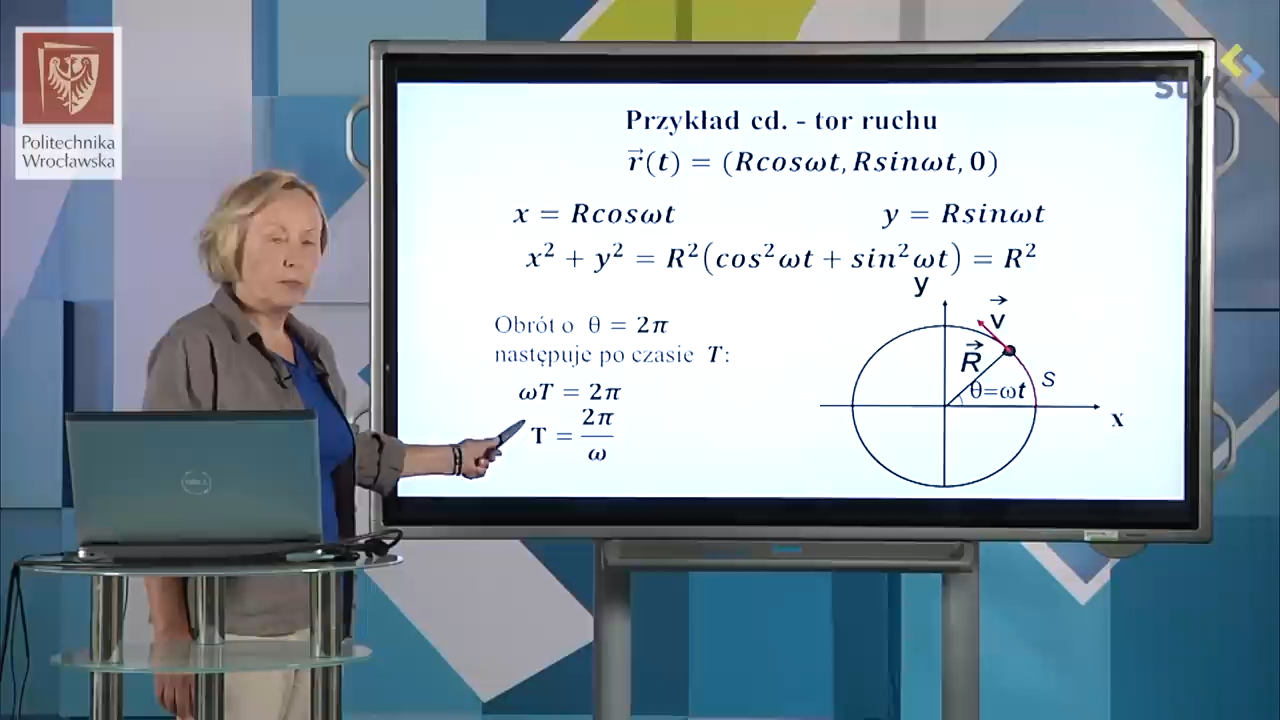 Politechnika
Wrocławska
Styk
Przykład cd. - tor ruchu
r⃗(t) = (Rcosωt, Rsinωt, 0)
x = Rcosωt
y = Rsinωt
x² + y² = R²(cos²ωt + sin²ωt) = R²
Obrót o θ = 2π
następuje po czasie T:
ωT = 2π
T = 2π/ω
y
v⃗
R⃗
S
θ=ωt
x
DELL